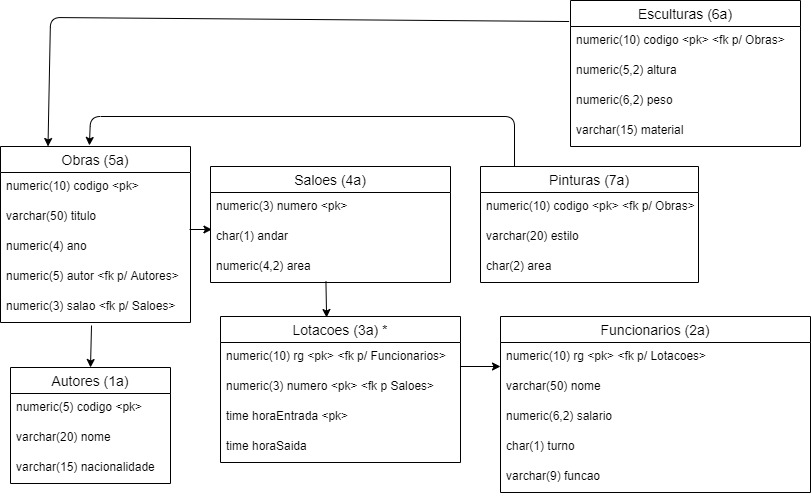 Esculturas (6a)
numeric(10) codigo <pk> <fk p/ Obras>
numeric(5,2) altura
numeric(6,2) peso
varchar(15) material
Obras (5a)
numeric(10) codigo <pk>
varchar(50) titulo
numeric(4) ano
numeric(5) autor <fk p/ Autores>
numeric(3) salao <fk p/ Saloes>
Saloes (4a)
numeric(3) numero <pk>
char(1) andar
numeric(4,2) area
Pinturas (7a)
numeric(10) codigo <pk> <fk p/ Obras>
varchar(20) estilo
char(2) area
Autores (1a)
numeric(5) codigo <pk>
varchar(20) nome
varchar(15) nacionalidade
Lotacoes (3a) *
numeric(10) rg <pk> <fk p/ Funcionarios>
numeric(3) numero <pk> <fk p Saloes>
time horaEntrada <pk>
time horaSaida
Funcionarios (2a)
numeric(10) rg <pk> <fk p/ Lotacoes>
varchar(50) nome
numeric(6,2) salario
char(1) turno
varchar(9) funcao